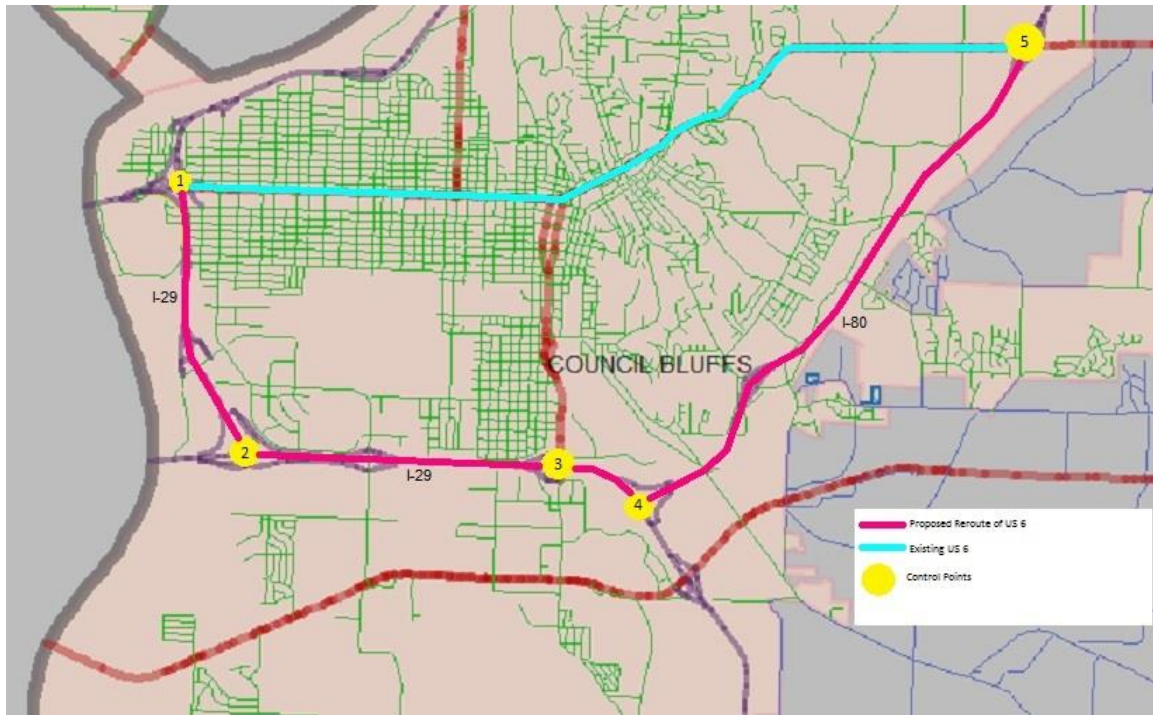 5
1
I-29
I-80
COUNCIL BLUFFS
2
I-29
3
4
Proposed Reroute of US 6
Existing US 6
Control Points